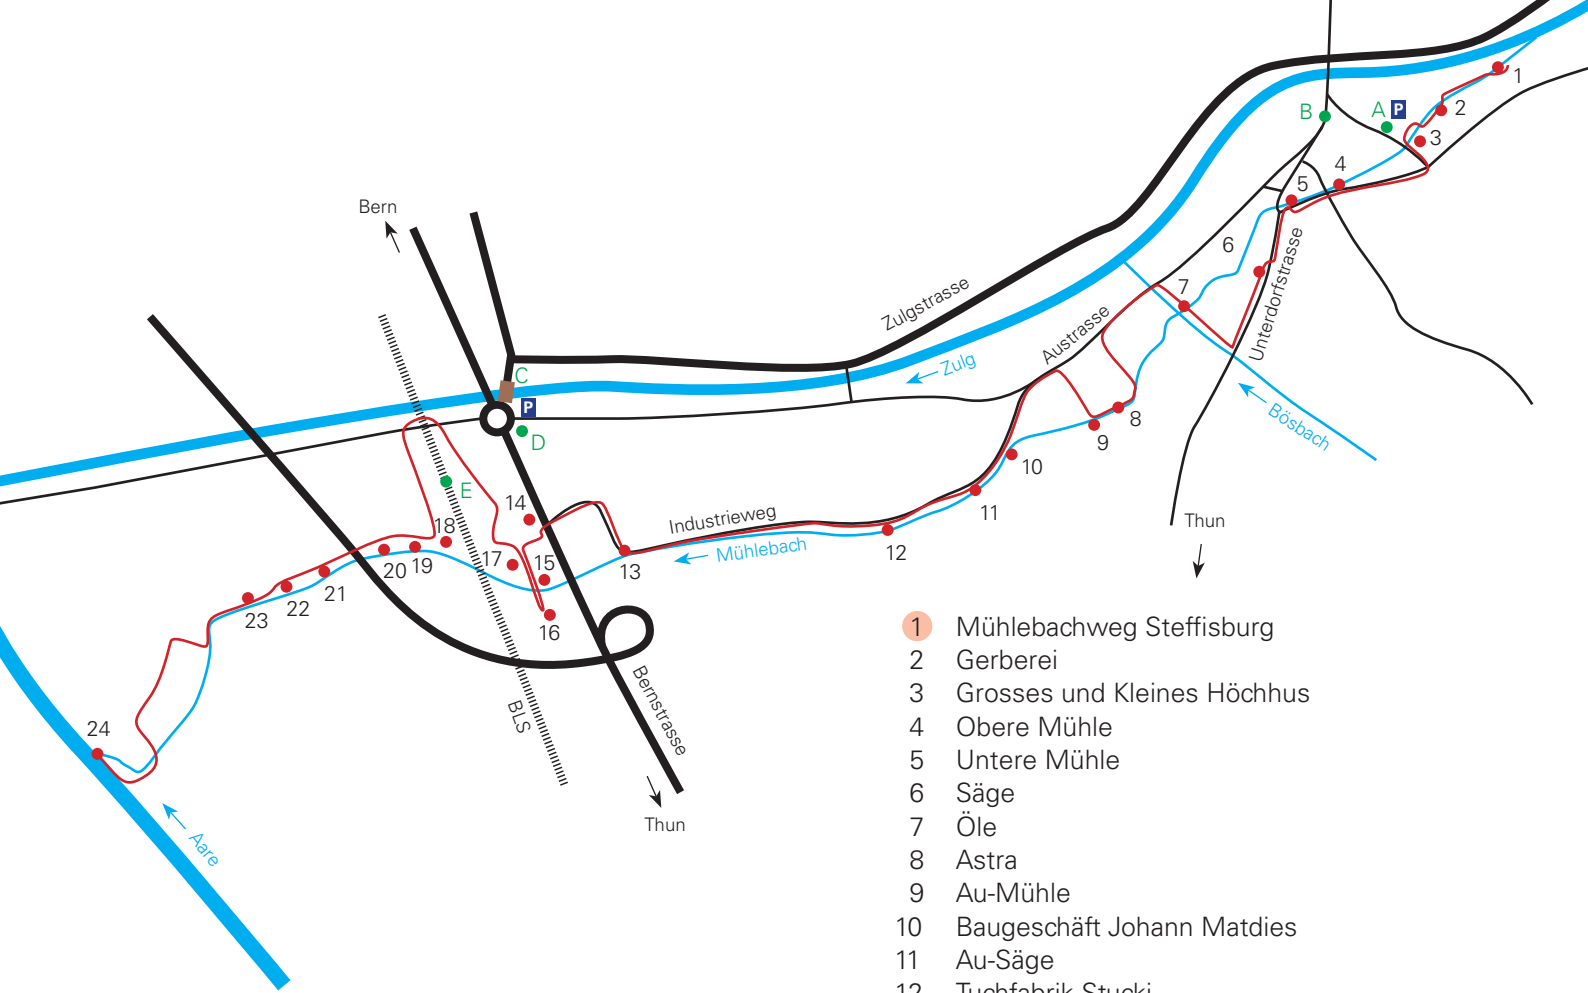 1
2
A P
B
3
4
5
Bern
6
Unterdorfstrasse
7
Zulgstrasse
Austrasse
Zulg
C
P
Bösbach
8
D
9
10
E
14
11
Industrieweg
Thun
18
Mühlebach
12
17
15
13
20
19
21
22
23
16
BLS
Bernstrasse
24
Thun
Aare
1 Mühlebachweg Steffisburg
2 Gerberei
3 Grosses und Kleines Höchhus
4 Obere Mühle
5 Untere Mühle
6 Säge
7 Öle
8 Astra
9 Au-Mühle
10 Baugeschäft Johann Matdies
11 Au-Säge
12 Tuchfabrik Stucki